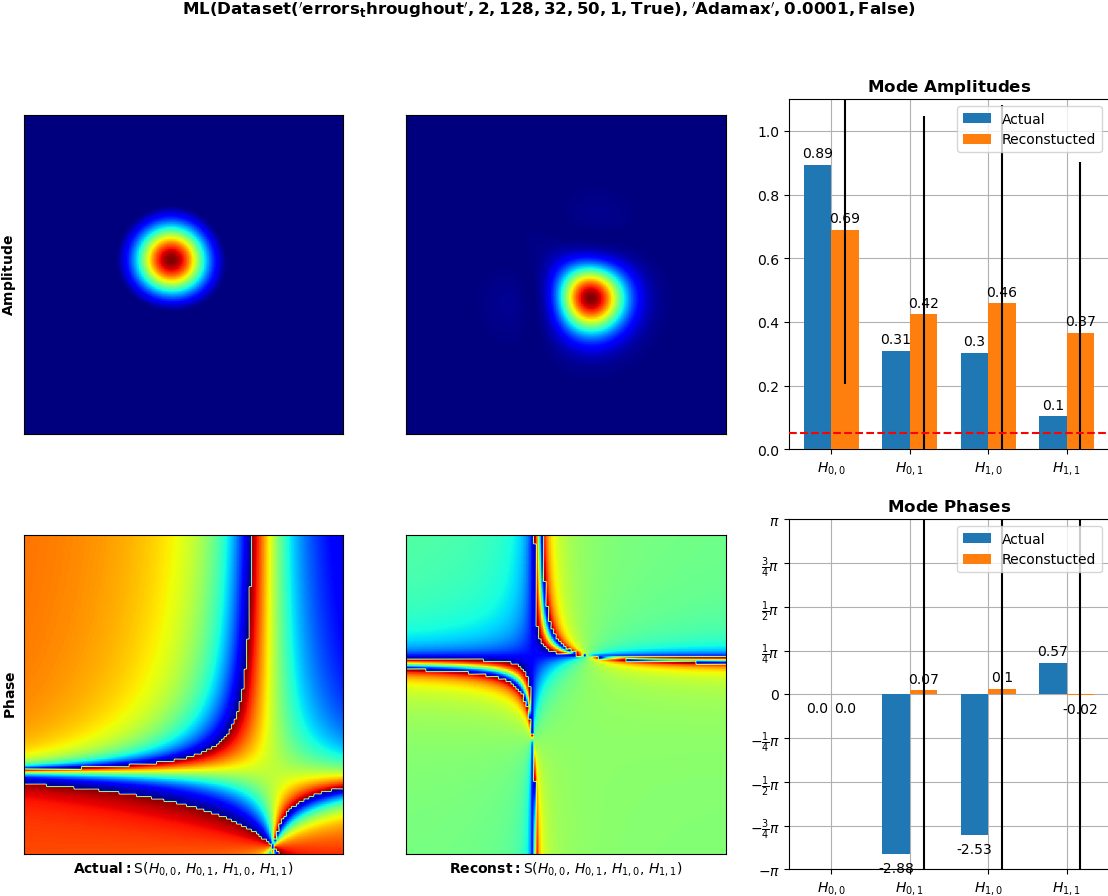 ML(Dataset('errors_throughout', 2, 128, 32, 50, 1, True), 'Adamax', 0.0001, False)
Amplitude
Mode Amplitudes
Actual
Reconstucted
1.0
0.8
0.6
0.4
0.2
0.0
0.89
0.69
0.31
0.42
0.3
0.46
0.1
0.37
H0,0
H0,1
H1,0
H1,1
Phase
Actual: S(H0,0, H0,1, H1,0, H1,1)
Reconst: S(H0,0, H0,1, H1,0, H1,1)
Mode Phases
Actual
Reconstucted
π
3/4π
1/2π
1/4π
0
−1/4π
−1/2π
−3/4π
−π
0.0
0.0
-2.88
0.07
-2.53
0.1
0.57
-0.02
H0,0
H0,1
H1,0
H1,1